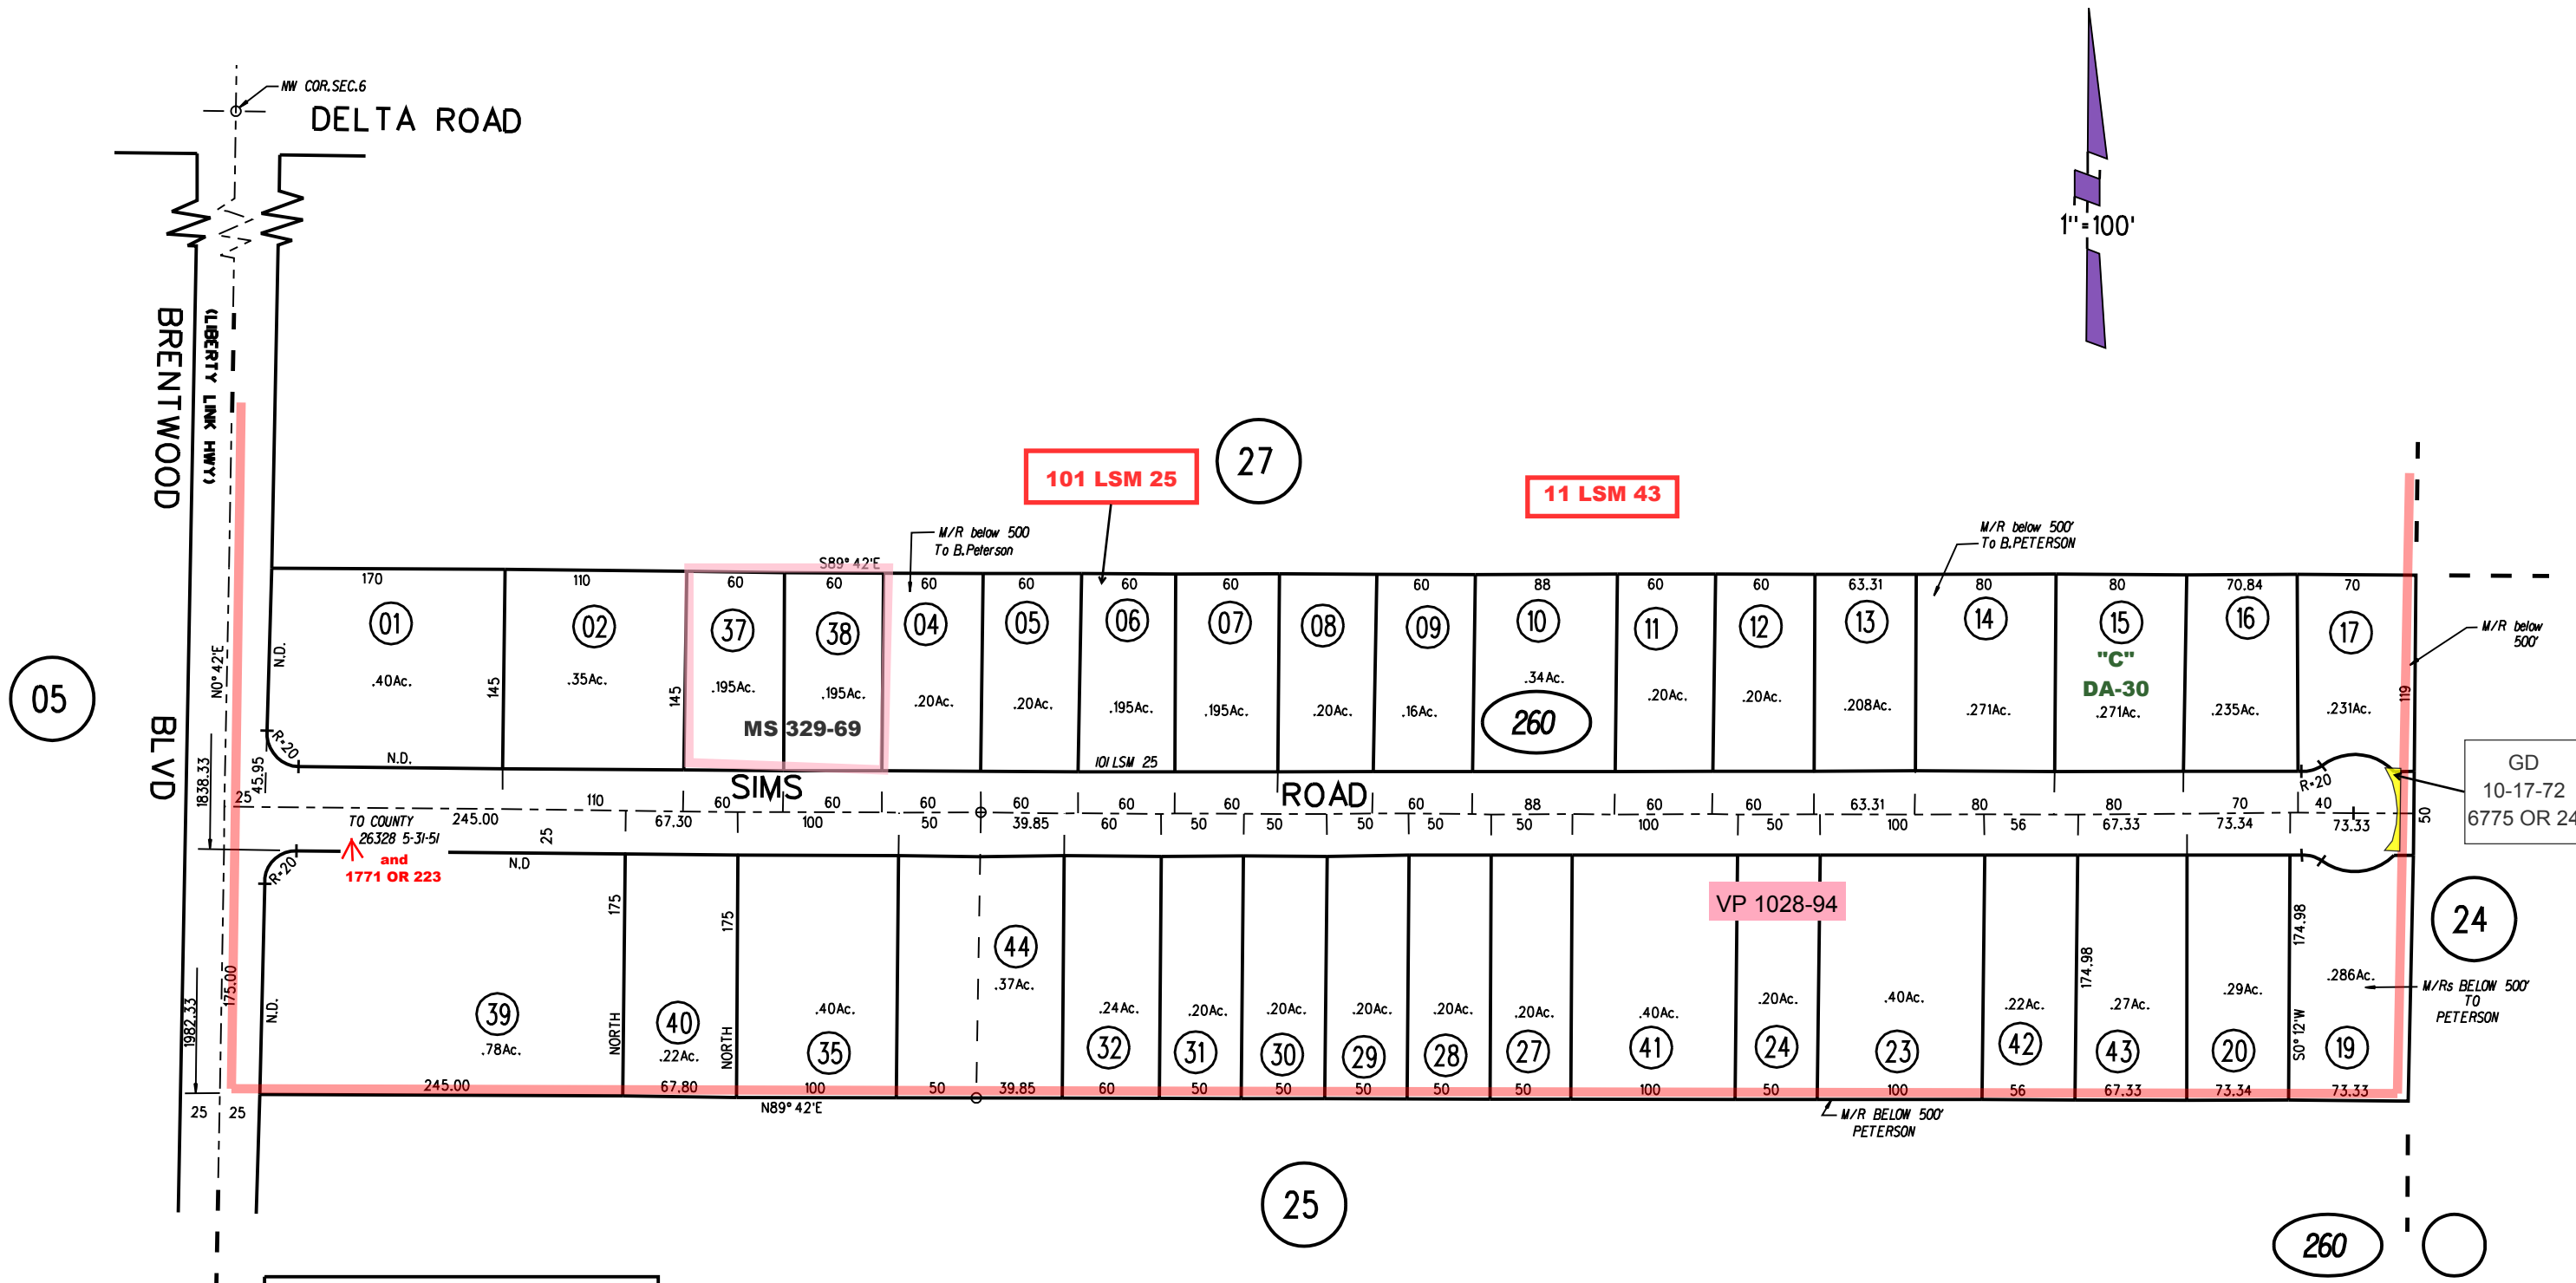 NW COR.SEC.6
DELTA ROAD
1"=100'
BRENTWOOD
BLVD
(LIBERTY LINK HWY)
27
101 LSM 25
11 LSM 43
M/R below 500
To B.Peterson
M/R below 500'
To B.PETERSON
S89° 42'E
170
110
60
60
60
60
60
60
60
88
60
60
63.31
80
80
70.84
70
01
02
37
38
04
05
06
07
08
09
10
11
12
13
14
15
16
17
M/R below
500'
"C"
DA-30
.40Ac.
.35Ac.
.195Ac.
.195Ac.
.20Ac.
.20Ac.
.195Ac.
.195Ac.
.20Ac.
.16Ac.
.34Ac.
.20Ac.
.20Ac.
.208Ac.
.271Ac.
.271Ac.
.235Ac.
.231Ac.
N.D.
145
145
119
N0° 42'E
05
MS 329-69
260
R=20
N.D.
101 LSM 25
1838.33
45.95
25
SIMS
ROAD
R=20
GD
10-17-72
6775 OR 24
110
60
60
60
60
60
60
60
88
60
60
63.31
80
80
70
40
50
TO COUNTY
26328 5-31-51
and
1771 OR 223
245.00
25
67.30
100
50
39.85
60
50
50
50
50
50
100
50
100
56
67.33
73.34
73.33
N.D
R=20
175
175
VP 1028-94
174.98
174.98
24
44
.37Ac.
175.00
1982.33
N.D.
39
.78Ac.
NORTH
40
.22Ac.
NORTH
.40Ac.
35
.24Ac.
32
.20Ac.
31
.20Ac.
30
.20Ac.
29
.20Ac.
28
.20Ac.
27
.40Ac.
41
.20Ac.
24
.40Ac.
23
.22Ac.
42
.27Ac.
43
.29Ac.
20
S0° 12'W
.286Ac.
19
M/Rs BELOW 500'
TO
PETERSON
245.00
67.80
100
50
39.85
60
50
50
50
50
50
100
50
100
56
67.33
73.34
73.33
25
25
N89° 42'E
M/R BELOW 500'
PETERSON
25
260